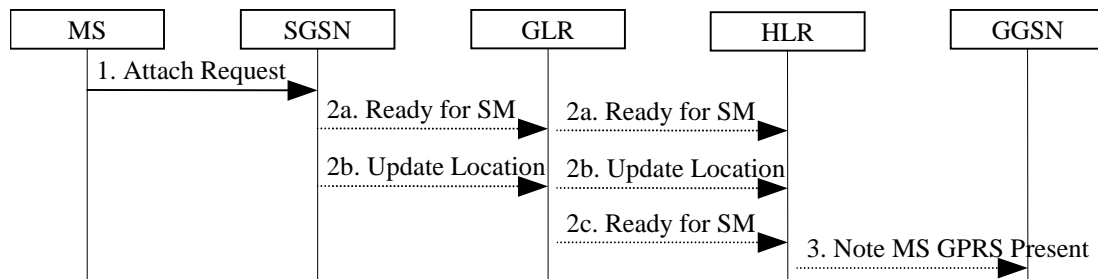 MS SGSN GLR HLR GGSN
1. Attach Request
2a. Ready for SM 2a. Ready for SM
2b. Update Location 2b. Update Location
2c. Ready for SM
3. Note MS GPRS Present